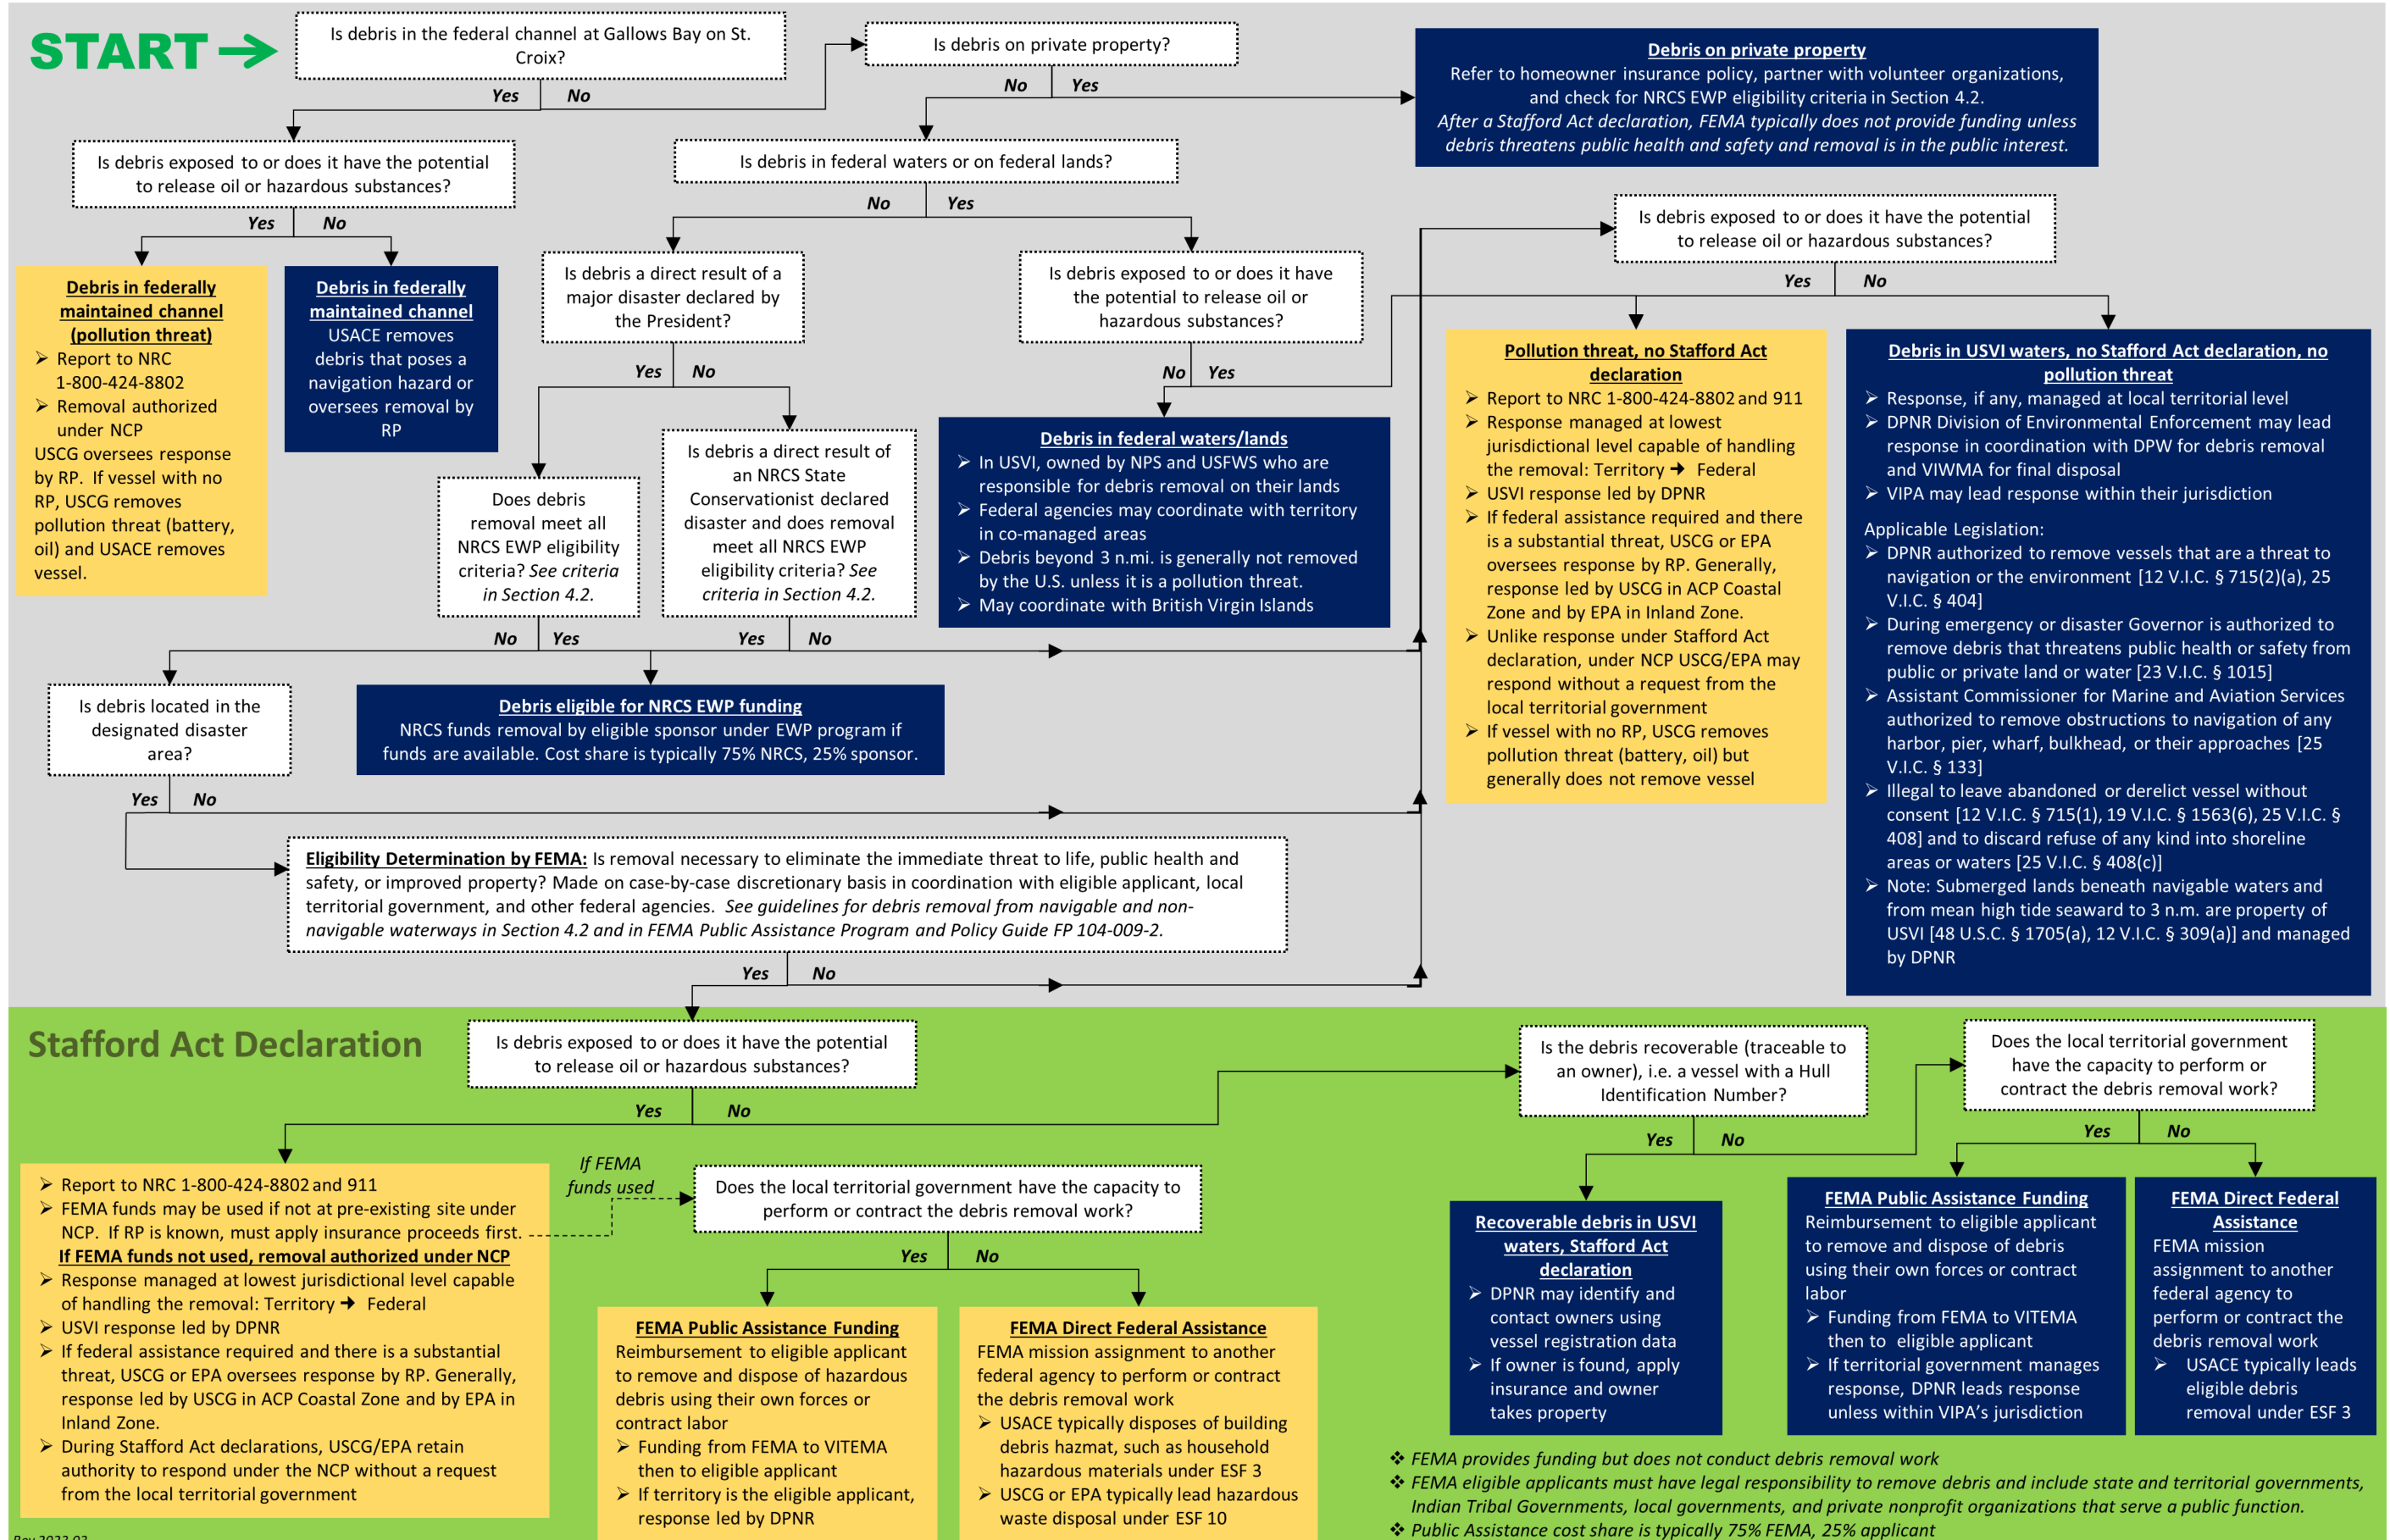 START
Is debris in the federal channel at Gallows Bay on St.
Croix?
Yes
No
Is debris on private property?
No
Yes
Debris on private property
Refer to homeowner insurance policy, partner with volunteer organizations,
and check for NRCS EWP eligibility criteria in Section 4.2.
After a Stafford Act declaration, FEMA typically does not provide funding unless
debris threatens public health and safety and removal is in the public interest.
Is debris exposed to or does it have the potential
to release oil or hazardous substances?
Yes
No
Is debris in federal waters or on federal lands?
No
Yes
Is debris exposed to or does it have the potential
to release oil or hazardous substances?
Yes
No
Debris in federally
maintained channel
(pollution threat)
➢ Report to NRC
1-800-424-8802
➢ Removal authorized
under NCP
USCG oversees response
by RP. If vessel with no
RP, USCG removes
pollution threat (battery,
oil) and USACE removes
vessel.
Debris in federally
maintained channel
USACE removes
debris that poses a
navigation hazard or
oversees removal by
RP
Is debris a direct result of a
major disaster declared by
the President?
Yes
No
Is debris exposed to or does it have
the potential to release oil or
hazardous substances?
No
Yes
Does debris
removal meet all
NRCS EWP eligibility
criteria? See criteria
in Section 4.2.
No
Yes
Is debris a direct result of
an NRCS State
Conservationist declared
disaster and does removal
meet all NRCS EWP
eligibility criteria? See
criteria in Section 4.2.
Yes
No
Debris in federal waters/lands
➢ In USVI, owned by NPS and USFWS who are
responsible for debris removal on their lands
➢ Federal agencies may coordinate with territory
in co-managed areas
➢ Debris beyond 3 n.mi. is generally not removed
by the U.S. unless it is a pollution threat.
➢ May coordinate with British Virgin Islands
Pollution threat, no Stafford Act
declaration
➢ Report to NRC 1-800-424-8802 and 911
➢ Response managed at lowest
jurisdictional level capable of handling
the removal: Territory → Federal
➢ USVI response led by DPNR
➢ If federal assistance required and there
is a substantial threat, USCG or EPA
oversees response by RP. Generally,
response led by USCG in ACP Coastal
Zone and by EPA in Inland Zone.
➢ Unlike response under Stafford Act
declaration, under NCP USCG/EPA may
respond without a request from the
local territorial government
➢ If vessel with no RP, USCG removes
pollution threat (battery, oil) but
generally does not remove vessel
Debris in USVI waters, no Stafford Act declaration, no
pollution threat
➢ Response, if any, managed at local territorial level
➢ DPNR Division of Environmental Enforcement may lead
response in coordination with DPW for debris removal
and VIWMA for final disposal
➢ VIPA may lead response within their jurisdiction
Applicable Legislation:
➢ DPNR authorized to remove vessels that are a threat to
navigation or the environment [12 V.I.C. § 715(2)(a), 25
V.I.C. § 404]
➢ During emergency or disaster Governor is authorized to
remove debris that threatens public health or safety from
public or private land or water [23 V.I.C. § 1015]
➢ Assistant Commissioner for Marine and Aviation Services
authorized to remove obstructions to navigation of any
harbor, pier, wharf, bulkhead, or their approaches [25
V.I.C. § 133]
➢ Illegal to leave abandoned or derelict vessel without
consent [12 V.I.C. § 715(1), 19 V.I.C. § 1563(6), 25 V.I.C. §
408] and to discard refuse of any kind into shoreline
areas or waters [25 V.I.C. § 408(c)]
➢ Note: Submerged lands beneath navigable waters and
from mean high tide seaward to 3 n.m. are property of
USVI [48 U.S.C. § 1705(a), 12 V.I.C. § 309(a)] and managed
by DPNR
Is debris located in the
designated disaster
area?
Yes
No
Debris eligible for NRCS EWP funding
NRCS funds removal by eligible sponsor under EWP program if
funds are available. Cost share is typically 75% NRCS, 25% sponsor.
Eligibility Determination by FEMA: Is removal necessary to eliminate the immediate threat to life, public health and
safety, or improved property? Made on case-by-case discretionary basis in coordination with eligible applicant, local
territorial government, and other federal agencies. See guidelines for debris removal from navigable and non-
navigable waterways in Section 4.2 and in FEMA Public Assistance Program and Policy Guide FP 104-009-2.
Yes
No
Stafford Act Declaration
Is debris exposed to or does it have the potential
to release oil or hazardous substances?
Yes
No
Is the debris recoverable (traceable to
an owner), i.e. a vessel with a Hull
Identification Number?
Yes
No
Does the local territorial government
have the capacity to perform or
contract the debris removal work?
Yes
No
➢ Report to NRC 1-800-424-8802 and 911
➢ FEMA funds may be used if not at pre-existing site under
NCP. If RP is known, must apply insurance proceeds first.
If FEMA funds not used, removal authorized under NCP
➢ Response managed at lowest jurisdictional level capable
of handling the removal: Territory → Federal
➢ USVI response led by DPNR
➢ If federal assistance required and there is a substantial
threat, USCG or EPA oversees response by RP. Generally,
response led by USCG in ACP Coastal Zone and by EPA in
Inland Zone.
➢ During Stafford Act declarations, USCG/EPA retain
authority to respond under the NCP without a request
from the local territorial government
If FEMA
funds used
Does the local territorial government have the capacity to
perform or contract the debris removal work?
Yes
No
FEMA Public Assistance Funding
Reimbursement to eligible applicant
to remove and dispose of hazardous
debris using their own forces or
contract labor
➢ Funding from FEMA to VITEMA
then to eligible applicant
➢ If territory is the eligible applicant,
response led by DPNR
FEMA Direct Federal Assistance
FEMA mission assignment to another
federal agency to perform or contract
the debris removal work
➢ USACE typically disposes of building
debris hazmat, such as household
hazardous materials under ESF 3
➢ USCG or EPA typically lead hazardous
waste disposal under ESF 10
Recoverable debris in USVI
waters, Stafford Act
declaration
➢ DPNR may identify and
contact owners using
vessel registration data
➢ If owner is found, apply
insurance and owner
takes property
FEMA Public Assistance Funding
Reimbursement to eligible applicant
to remove and dispose of debris
using their own forces or contract
labor
➢ Funding from FEMA to VITEMA
then to eligible applicant
➢ If territorial government manages
response, DPNR leads response
unless within VIPA's jurisdiction
FEMA Direct Federal
Assistance
FEMA mission
assignment to another
federal agency to
perform or contract the
debris removal work
➢ USACE typically leads
eligible debris
removal under ESF 3
❖ FEMA provides funding but does not conduct debris removal work
❖ FEMA eligible applicants must have legal responsibility to remove debris and include state and territorial governments,
Indian Tribal Governments, local governments, and private nonprofit organizations that serve a public function.
❖ Public Assistance cost share is typically 75% FEMA, 25% applicant